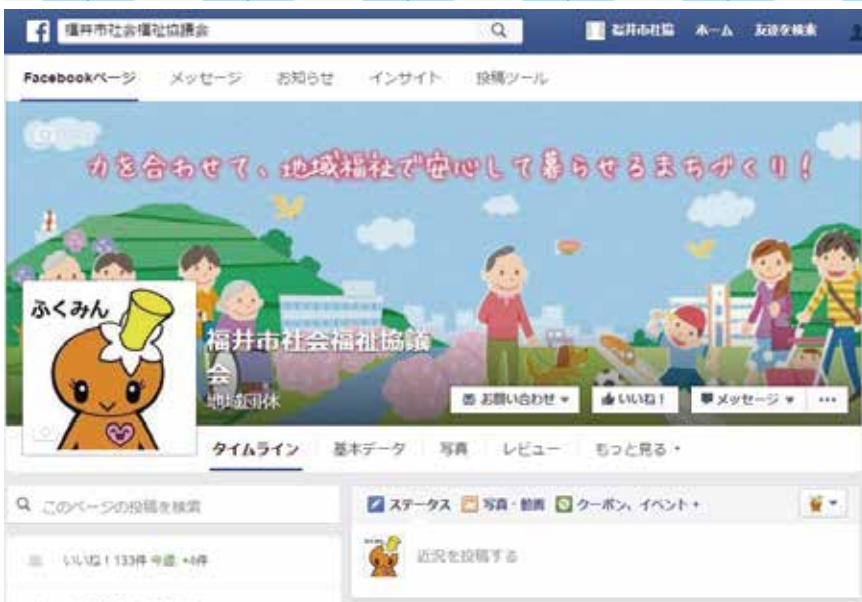 福井市社会福祉協議会
福井市社協 ホーム 友達を検索
Facebookページ メッセージ お知らせ インサイト 投稿ツール
力を合わせて、地域福祉で安心して暮らせるまちづくり!
ふくみん
福井市社会福祉協議
会
地域団体
お問い合わせ いいね! メッセージ ...
タイムライン 基本データ 写真 レビュー もっと見る
このページの投稿を検索
ステータス 写真・動画 クーポン、イベント +
いいね!133件 今週: +4件
近況を投稿する